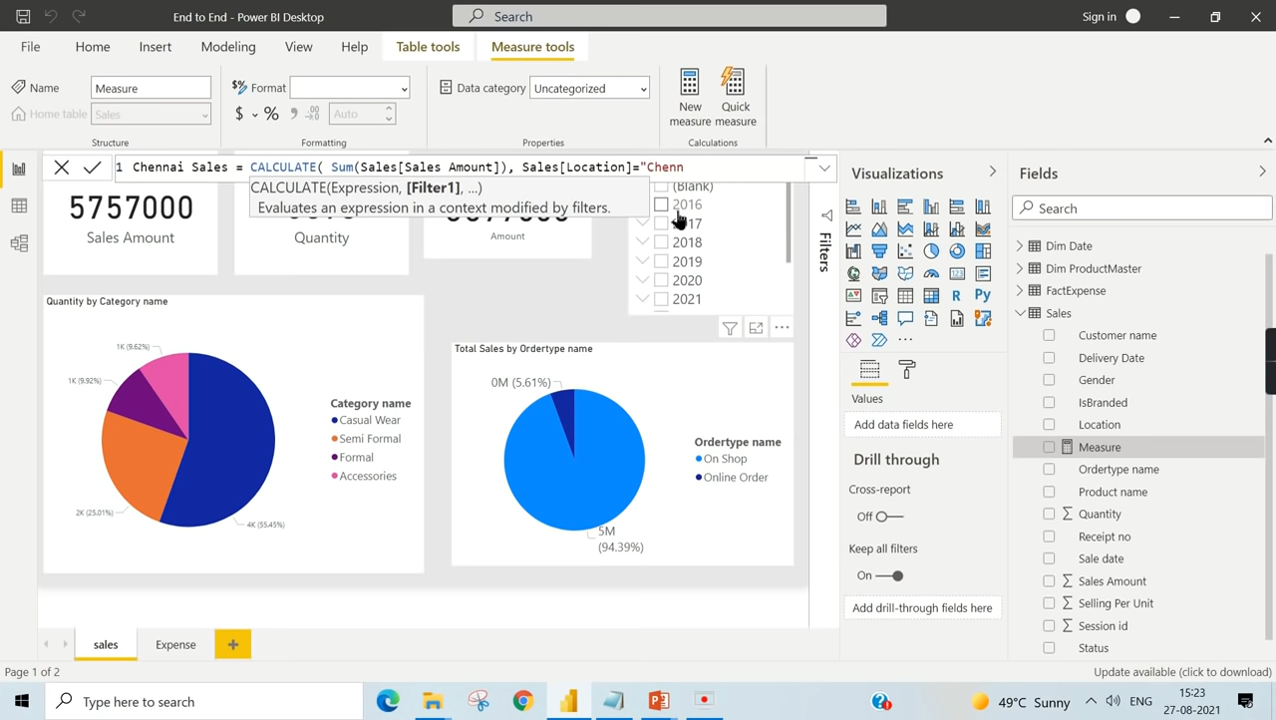 End to End - Power BI Desktop
Search
Sign in
File
Home
Insert
Modeling
View
Help
Table tools
Measure tools
Name
Measure
Home table
Sales
Structure
Format
$
%
Auto
Formatting
Data category
Uncategorized
Properties
New measure
Quick measure
Calculations
1 Chennai Sales = CALCULATE( Sum(Sales[Sales Amount]), Sales[Location]="Chenn
CALCULATE(Expression, [Filter1], ...)
Evaluates an expression in a context modified by filters.
5757000
Sales Amount
Quantity
Amount
(Blank)
2016
2018
2019
2020
2021
Filters
Quantity by Category name
1K (9.62%)
1K (9.92%)
2K (25.01%)
4K (55.45%)
Category name
Casual Wear
Semi Formal
Formal
Accessories
Total Sales by Ordertype name
0M (5.61%)
5M
(94.39%)
Ordertype name
On Shop
Online Order
Visualizations
R
Py
123
Values
Add data fields here
Drill through
Cross-report
Off
Keep all filters
On
Add drill-through fields here
Fields
Search
Dim Date
Dim ProductMaster
FactExpense
Sales
Customer name
Delivery Date
Gender
IsBranded
Location
Measure
Ordertype name
Product name
Quantity
Receipt no
Sale date
Sales Amount
Selling Per Unit
Session id
Status
sales
Expense
Page 1 of 2
Update available (click to download)
Type here to search
49°C Sunny
ENG
15:23
27-08-2021